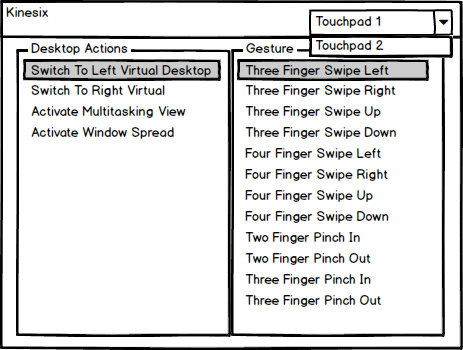 Kinesix
Touchpad 1
Touchpad 2
Desktop Actions
Switch To Left Virtual Desktop
Switch To Right Virtual
Activate Multitasking View
Activate Window Spread
Gesture
Three Finger Swipe Left
Three Finger Swipe Right
Three Finger Swipe Up
Three Finger Swipe Down
Four Finger Swipe Left
Four Finger Swipe Right
Four Finger Swipe Up
Four Finger Swipe Down
Two Finger Pinch In
Two Finger Pinch Out
Three Finger Pinch In
Three Finger Pinch Out